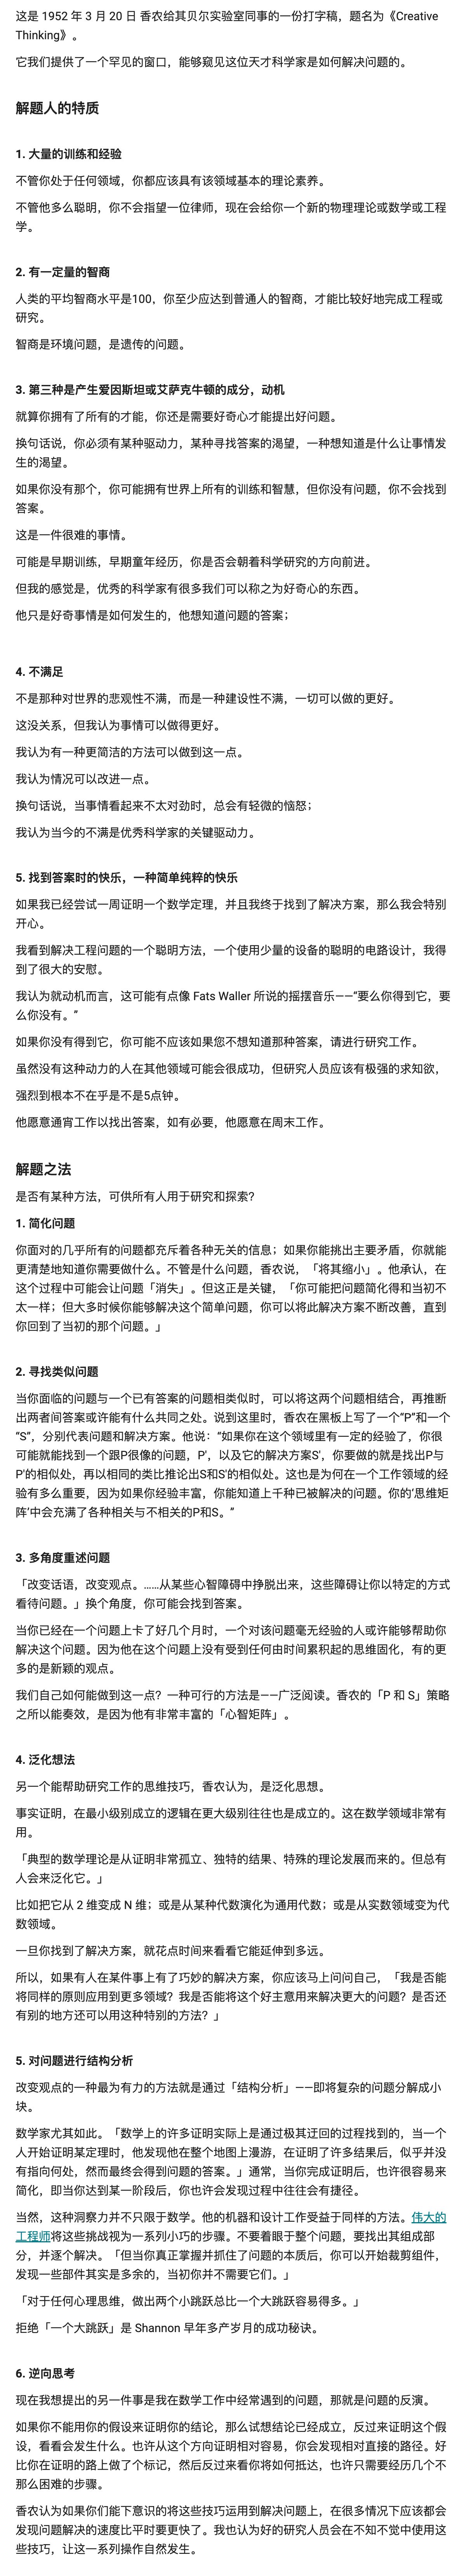 这是 1952 年 3 月 20 日 香农给其贝尔实验室同事的一份打字稿，题名为《Creative
Thinking》。
它我们提供了一个罕见的窗口，能够窥见这位天才科学家是如何解决问题的。
解题人的特质
1. 大量的训练和经验
不管你处于任何领域，你都应该具有该领域基本的理论素养。
不管他多么聪明，你不会指望一位律师，现在会给你一个新的物理理论或数学或工程
学。
2. 有一定量的智商
人类的平均智商水平是100，你至少应达到普通人的智商，才能比较好地完成工程或
研究。
智商是环境问题，是遗传的问题。
3. 第三种是产生爱因斯坦或艾萨克牛顿的成分，动机
就算你拥有了所有的才能，你还是需要好奇心才能提出好问题。
换句话说，你必须有某种驱动力，某种寻找答案的渴望，一种想知道是什么让事情发
生的渴望。
如果你没有那个，你可能拥有世界上所有的训练和智慧，但你没有问题，你不会找到
答案。
这是一件很难的事情。
可能是早期训练，早期童年经历，你是否会朝着科学研究的方向前进。
但我的感觉是，优秀的科学家有很多我们可以称之为好奇心的东西。
他只是好奇事情是如何发生的，他想知道问题的答案；
4. 不满足
不是那种对世界的悲观性不满，而是一种建设性不满，一切可以做的更好。
这没关系，但我认为事情可以做得更好。
我认为有一种更简洁的方法可以做到这一点。
我认为情况可以改进一点。
换句话说，当事情看起来不太对劲时，总会有轻微的恼怒；
我认为当今的不满是优秀科学家的关键驱动力。
5. 找到答案时的快乐，一种简单纯粹的快乐
如果我已经尝试一周证明一个数学定理，并且我终于找到了解决方案，那么我会特别
开心。
我看到解决工程问题的一个聪明方法，一个使用少量的设备的聪明的电路设计，我得
到了很大的安慰。
我认为就动机而言，这可能有点像 Fats Waller 所说的摇摆音乐——“要么你得到它，要
么你没有。”
如果你没有得到它，你可能不应该如果您不想知道那种答案，请进行研究工作。
虽然没有这种动力的人在其他领域可能会很成功，但研究人员应该有极强的求知欲，
强烈到根本不在乎是不是5点钟。
他愿意通宵工作以找出答案，如有必要，他愿意在周末工作。
解题之法
是否有某种方法，可供所有人用于研究和探索？
1. 简化问题
你面对的几乎所有的问题都充斥着各种无关的信息；如果你能挑出主要矛盾，你就能
更清楚地知道你需要做什么。不管是什么问题，香农说，「将其缩小」。他承认，在
这个过程中可能会让问题「消失」。但这正是关键，「你可能把问题简化得和当初不
太一样；但大多时候你能够解决这个简单问题，你可以将此解决方案不断改善，直到
你回到了当初的那个问题。」
2. 寻找类似问题
当你面临的问题与一个已有答案的问题相类似时，可以将这两个问题相结合，再推断
出两者间答案或许能有什么共同之处。说到这里时，香农在黑板上写了一个“P”和一个
“S”，分别代表问题和解决方案。他说：“如果你在这个领域里有一定的经验了，你很
可能就能找到一个跟P很像的问题，P'，以及它的解决方案S'，你要做的就是找出P与
P'的相似处，再以相同的类比推论出S和S'的相似处。这也是为何在一个工作领域的经
验有多么重要，因为如果你经验丰富，你能知道上千种已被解决的问题。你的‘思维矩
阵’中会充满了各种相关与不相关的P和S。”
3. 多角度重述问题
「改变话语，改变观点。……从某些心智障碍中挣脱出来，这些障碍让你以特定的方式
看待问题。」换个角度，你可能会找到答案。
当你已经在一个问题上卡了好几个月时，一个对该问题毫无经验的人或许能够帮助你
解决这个问题。因为他在这个问题上没有受到任何由时间累积起的思维固化，有的更
多的是新颖的观点。
我们自己如何能做到这一点？一种可行的方法是——广泛阅读。香农的「P 和 S」策略
之所以能奏效，是因为他有非常丰富的「心智矩阵」。
4. 泛化想法
另一个能帮助研究工作的思维技巧，香农认为，是泛化思想。
事实证明，在最小级别成立的逻辑在更大级别往往也是成立的。这在数学领域非常有
用。
「典型的数学理论是从证明非常孤立、独特的结果、特殊的理论发展而来的。但总有
人会来泛化它。」
比如把它从 2 维变成 N 维；或是从某种代数演化为通用代数；或是从实数领域变为代
数领域。
一旦你找到了解决方案，就花点时间来看看它能延伸到多远。
所以，如果有人在某件事上有了巧妙的解决方案，你应该马上问问自己，「我是否能
将同样的原则应用到更多领域？我是否能将这个好主意用来解决更大的问题？是否还
有别的地方还可以用这种特别的方法？」
5. 对问题进行结构分析
改变观点的一种最为有力的方法就是通过「结构分析」——即将复杂的问题分解成小
块。
数学家尤其如此。「数学上的许多证明实际上是通过极其迂回的过程找到的，当一个
人开始证明某定理时，他发现他在整个地图上漫游，在证明了许多结果后，似乎并没
有指向何处，然而最终会得到问题的答案。」通常，当你完成证明后，也许很容易来
简化，即当你达到某一阶段后，你也许会发现过程中往往会有捷径。
当然，这种洞察力并不只限于数学。他的机器和设计工作受益于同样的方法。伟大的
工程师将这些挑战视为一系列小巧的步骤。不要着眼于整个问题，要找出其组成部
分，并逐个解决。「但当你真正掌握并抓住了问题的本质后，你可以开始裁剪组件，
发现一些部件其实是多余的，当初你并不需要它们。」
「对于任何心理思维，做出两个小跳跃总比一个大跳跃容易得多。」
拒绝「一个大跳跃」是 Shannon 早年多产岁月的成功秘诀。
6. 逆向思考
现在我想提出的另一件事是我在数学工作中经常遇到的问题，那就是问题的反演。
如果你不能用你的假设来证明你的结论，那么试想结论已经成立，反过来证明这个假
设，看看会发生什么。也许从这个方向证明相对容易，你会发现相对直接的路径。好
比你在证明的路上做了个标记，然后反过来看你将如何抵达，也许只需要经历几个不
那么困难的步骤。
香农认为如果你们能下意识的将这些技巧运用到解决问题上，在很多情况下应该都会
发现问题解决的速度比平时要更快了。我也认为好的研究人员会在不知不觉中使用这
些技巧，让这一系列操作自然发生。